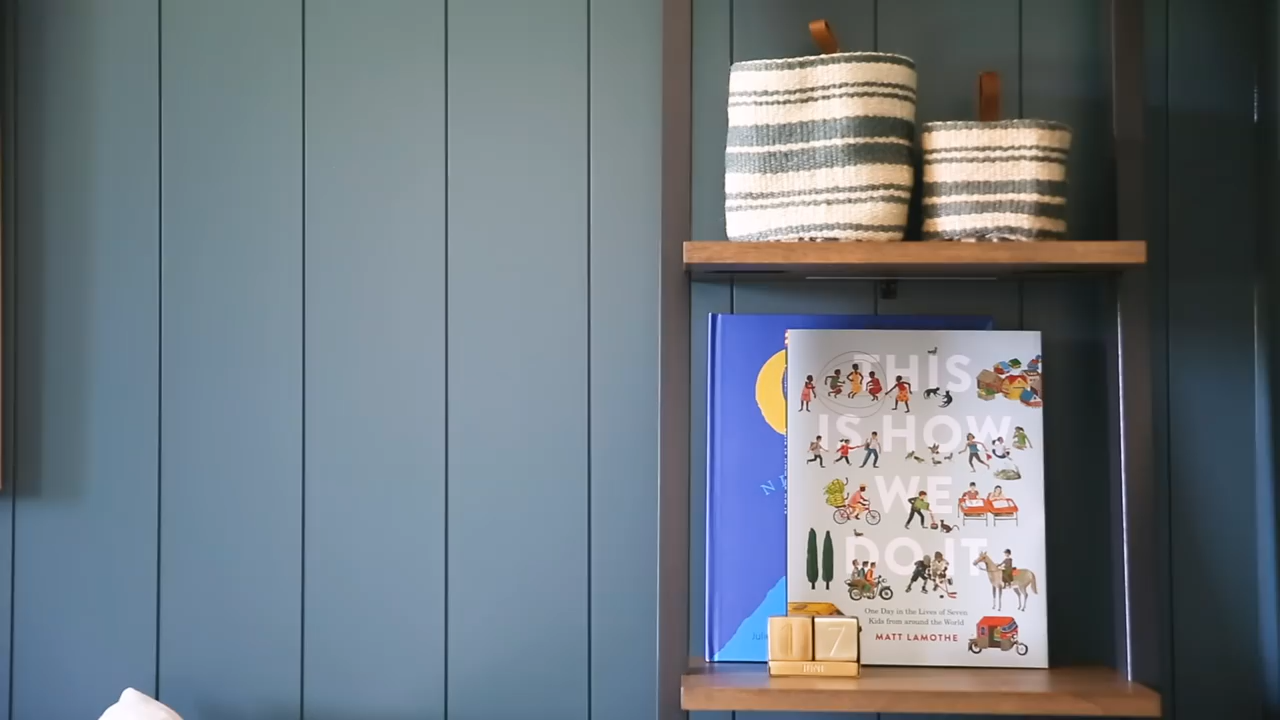 THIS
IS HOW
WE
DO IT
One Day in the Lives of Seven
Kids from around the World
MATT LAMOTHE
17